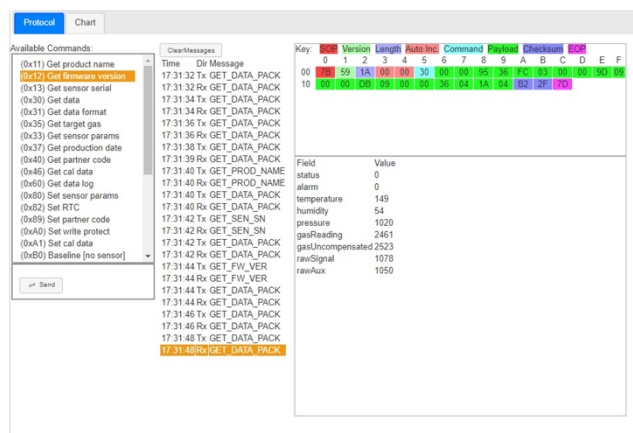 Protocol Chart
Available Commands:
(0x11) Get product name
(0x12) Get firmware version
(0x13) Get sensor serial
(0x30) Get data
(0x31) Get data format
(0x35) Get target gas
(0x33) Get sensor params
(0x37) Get production date
(0x40) Get partner code
(0x46) Get cal data
(0x60) Get data log
(0x80) Set sensor params
(0x82) Set RTC
(0x89) Set partner code
(0xA0) Set write protect
(0xA1) Set cal data
(0xB0) Baseline [no sensor]
Send
ClearMessages
Time Dir Message
17:31:32 Tx GET_DATA_PACK
17:31:32 Rx GET_DATA_PACK
17:31:34 Tx GET_DATA_PACK
17:31:34 Rx GET_DATA_PACK
17:31:36 Tx GET_DATA_PACK
17:31:36 Rx GET_DATA_PACK
17:31:38 Tx GET_DATA_PACK
17:31:39 Rx GET_DATA_PACK
17:31:40 Tx GET_PROD_NAME
17:31:40 Rx GET_PROD_NAME
17:31:40 Tx GET_DATA_PACK
17:31:40 Rx GET_DATA_PACK
17:31:42 Tx GET_SEN_SN
17:31:42 Rx GET_SEN_SN
17:31:42 Tx GET_DATA_PACK
17:31:42 Rx GET_DATA_PACK
17:31:44 Tx GET_FW_VER
17:31:44 Rx GET_FW_VER
17:31:44 Tx GET_DATA_PACK
17:31:44 Rx GET_DATA_PACK
17:31:46 Tx GET_DATA_PACK
17:31:46 Rx GET_DATA_PACK
17:31:48 Tx GET_DATA_PACK
17:31:48 Rx GET_DATA_PACK
Key: SOP Version Length Auto Inc. Command Payload Checksum EOP
0 1 2 3 4 5 6 7 8 9 A B C D E F
00 7B 59 1A 00 00 30 00 00 95 36 FC 03 00 00 9D 09
10 00 00 DB 09 00 00 36 04 1A 04 B2 2F 7D
Field Value
status 0
alarm 0
temperature 149
humidity 54
pressure 1020
gasReading 2461
gasUncompensated 2523
rawSignal 1078
rawAux 1050